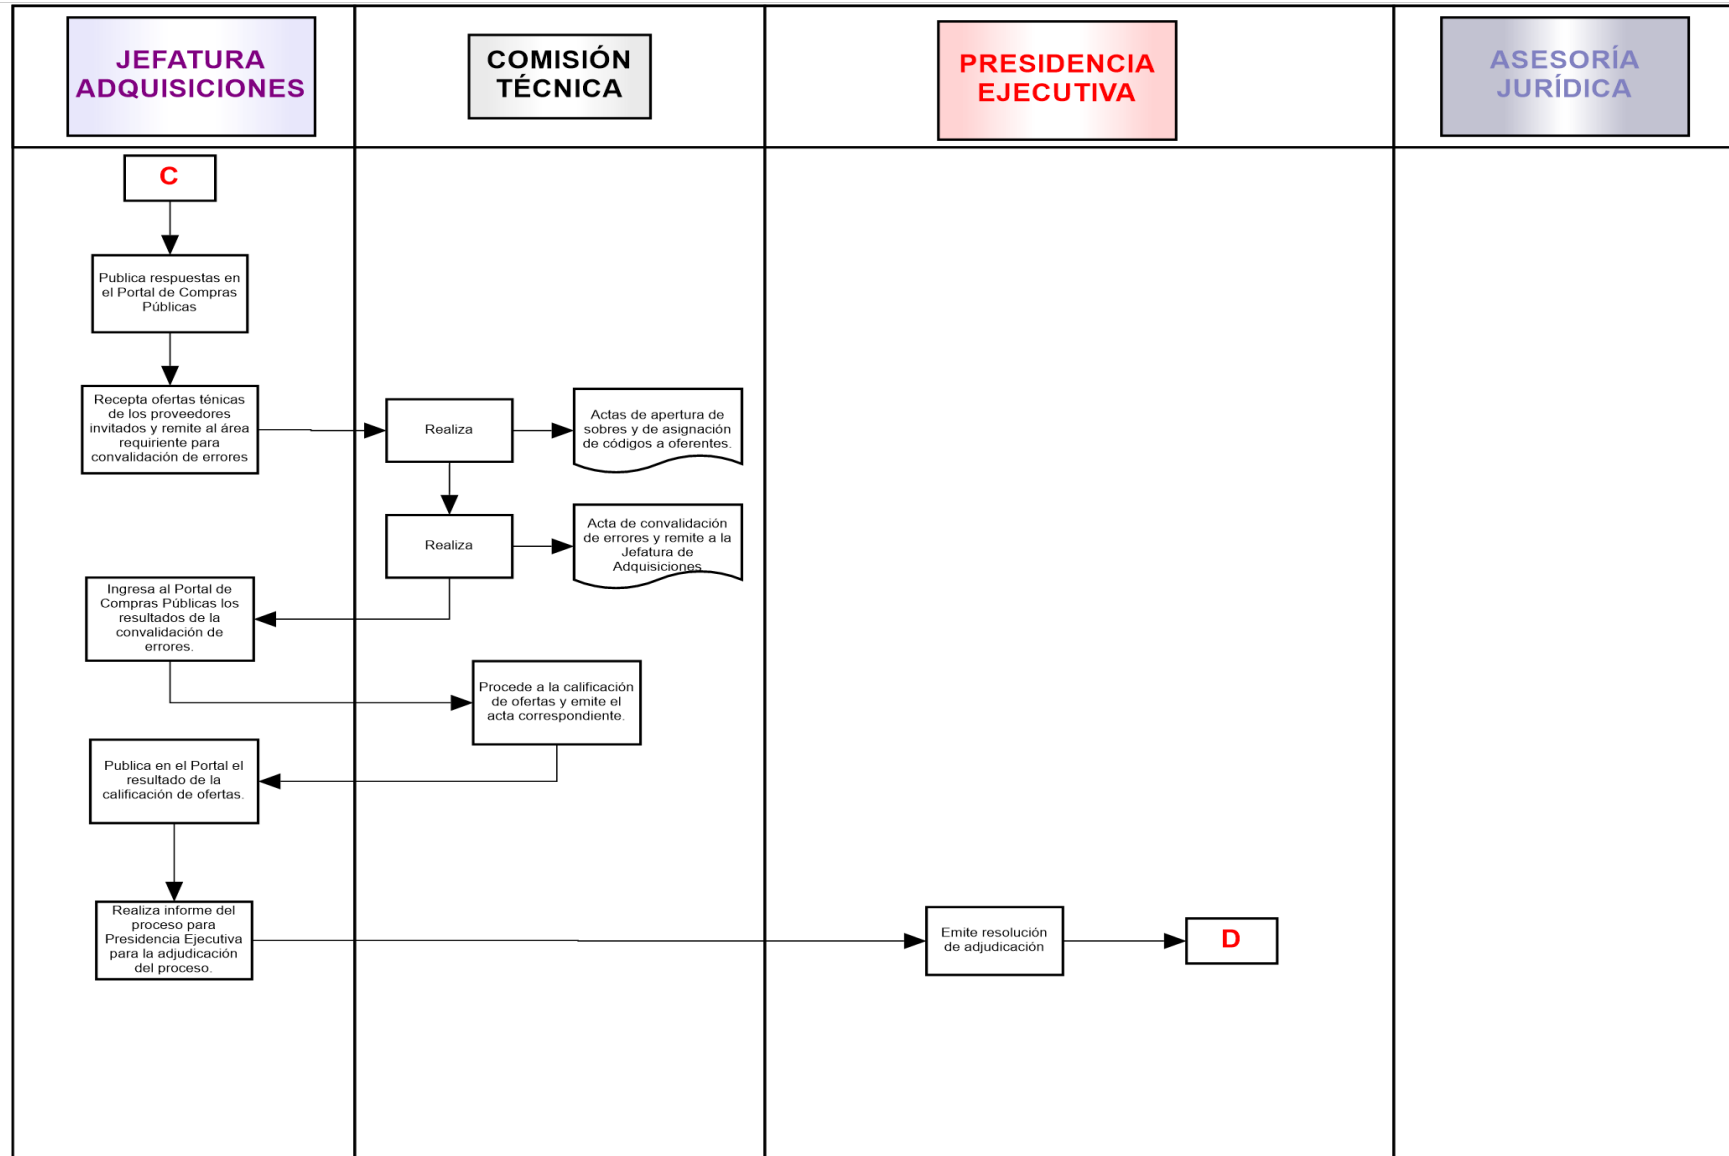 JEFATURA
ADQUISICIONES
COMISIÓN
TÉCNICA
PRESIDENCIA
EJECUTIVA
ASESORÍA
JURÍDICA
C
Publica respuestas en
el Portal de Compras
Públicas
Recepta ofertas ténicas
de los proveedores
invitados y remite al área
requiriente para
convalidación de errores
Realiza
Actas de apertura de
sobres y de asignación
de códigos a oferentes.
Realiza
Acta de convalidación
de errores y remite a la
Jefatura de
Adquisiciones
Ingresa al Portal de
Compras Públicas los
resultados de la
convalidación de
errores.
Procede a la calificación
de ofertas y emite el
acta correspondiente.
Publica en el Portal el
resultado de la
calificación de ofertas.
Realiza informe del
proceso para
Presidencia Ejecutiva
para la adjudicación
del proceso.
Emite resolución
de adjudicación
D